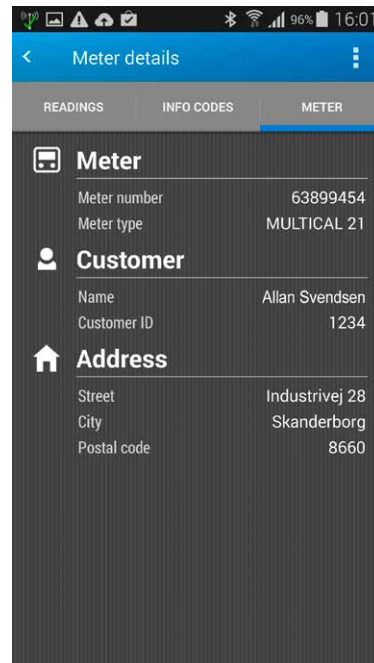 96% 16:01
Meter details
READINGS INFO CODES METER
Meter
Meter number 63899454
Meter type MULTICAL 21
Customer
Name Allan Svendsen
Customer ID 1234
Address
Street Industrivej 28
City Skanderborg
Postal code 8660